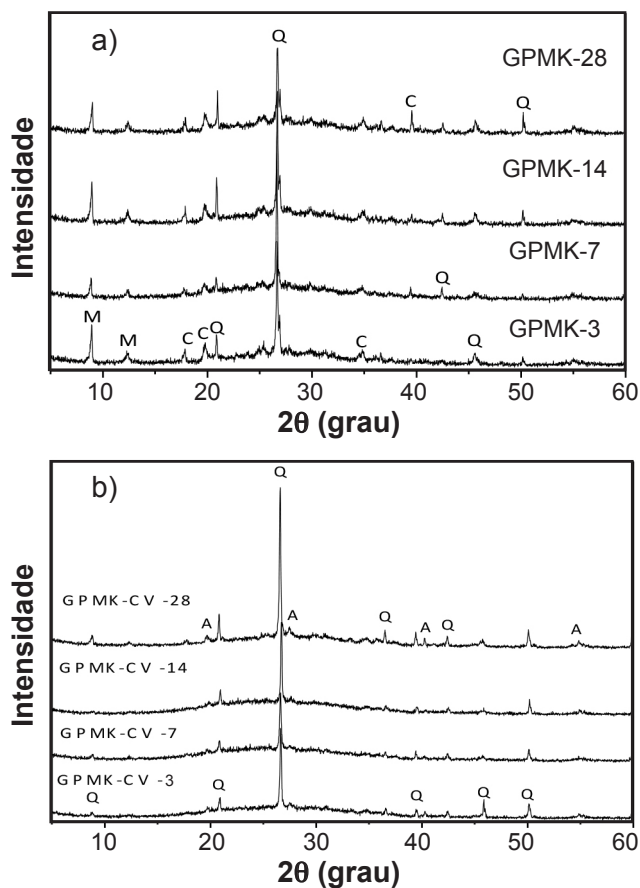 a)
Q
GPMK-28
C
Q
GPMK-14
GPMK-7
Q
GPMK-3
M
M
C
C
Q
C
Q
Intensidade
10 20 30 40 50 60
2θ (grau)
b)
Q
GPMK-CV-28
A
A
Q
A
Q
A
GPMK-CV-14
GPMK-CV-7
GPMK-CV-3
Q
Q
Q
Q
Q
Intensidade
10 20 30 40 50 60
2θ (grau)